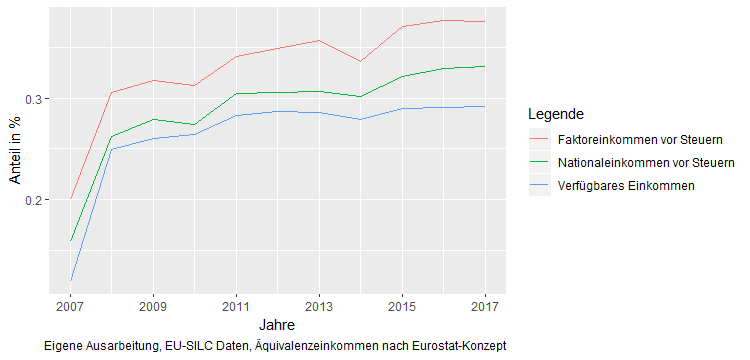 Anteil in %
0.3
0.2
2007 2009 2011 2013 2015 2017
Jahre
Legende
Faktoreinkommen vor Steuern
Nationaleinkommen vor Steuern
Verfügbares Einkommen
Eigene Ausarbeitung, EU-SILC Daten, Äquivalenzeinkommen nach Eurostat-Konzept